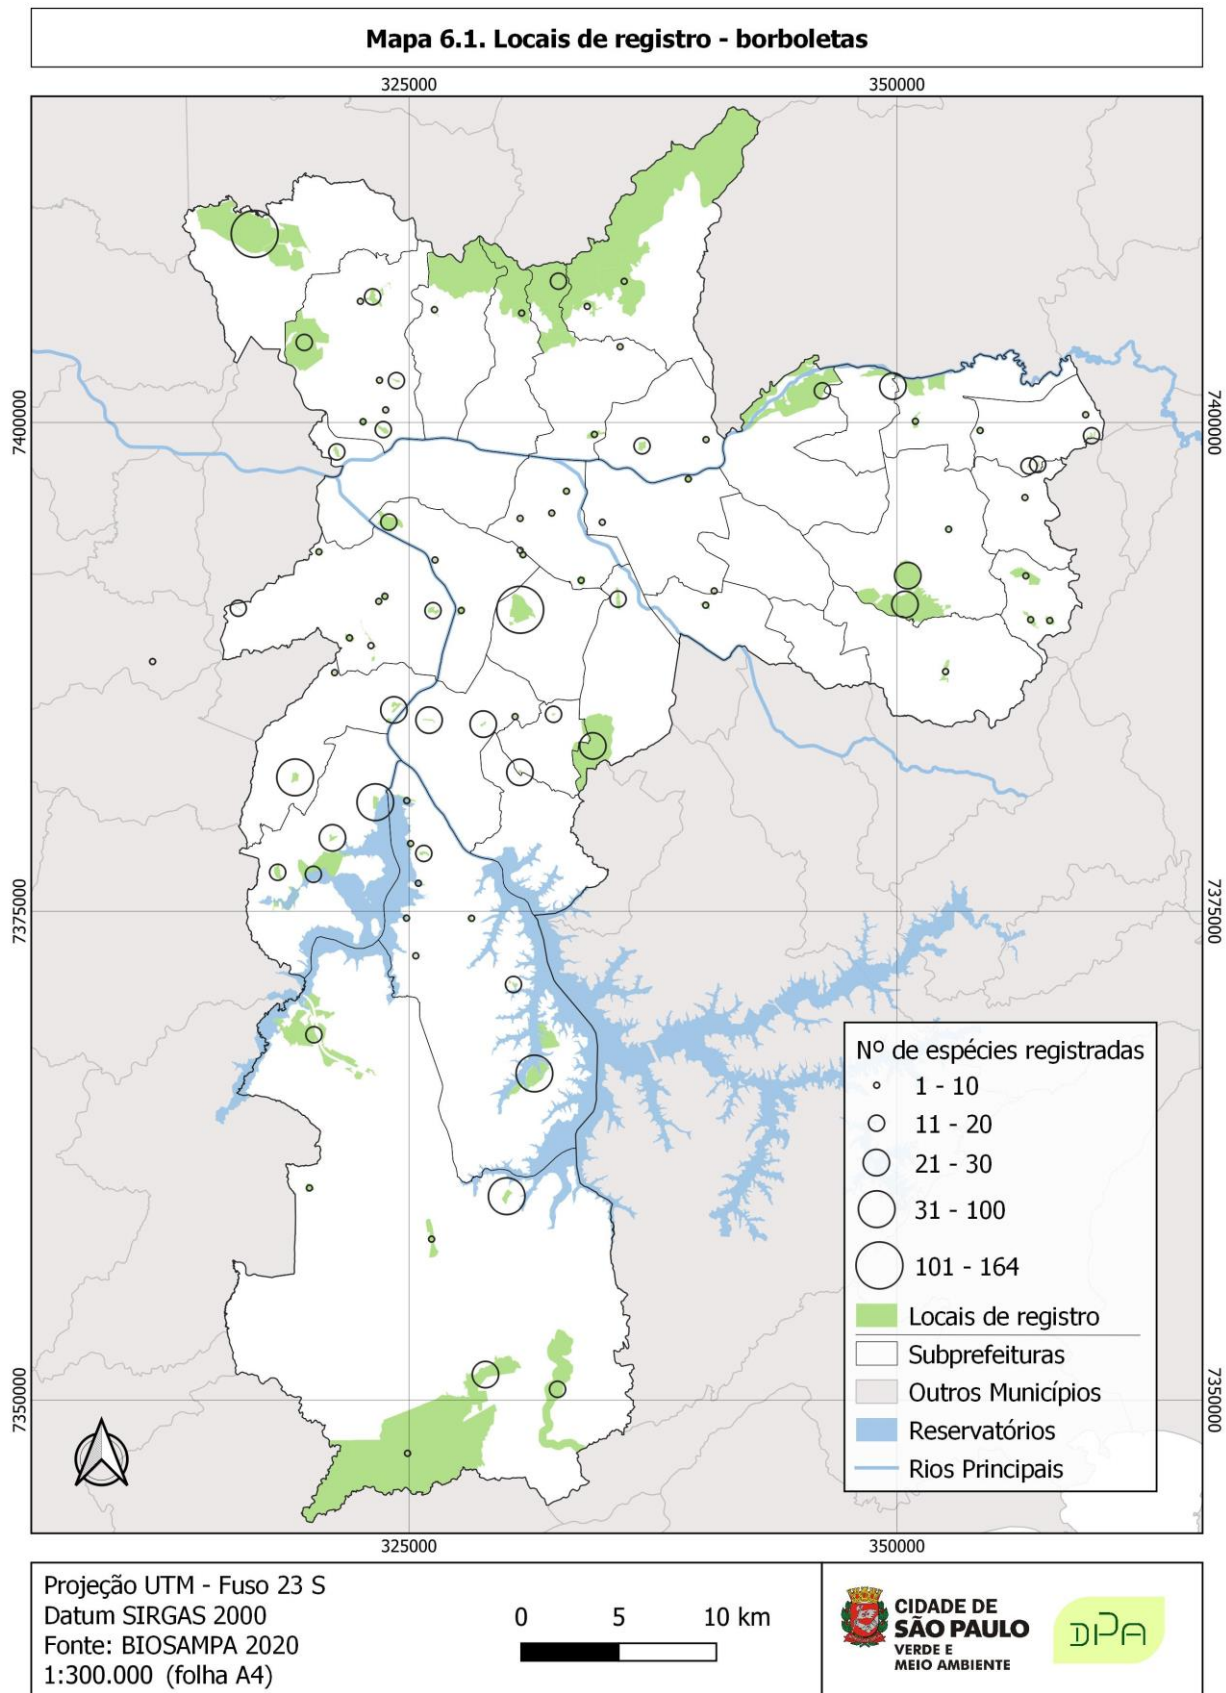 Mapa 6.1. Locais de registro - borboletas
325000
350000
7400000
7400000
7375000
7375000
7350000
7350000
Nº de espécies registradas
1 - 10
11 - 20
21 - 30
31 - 100
101 - 164
Locais de registro
Subprefeituras
Outros Municípios
Reservatórios
Rios Principais
325000
350000
Projeção UTM - Fuso 23 S
Datum SIRGAS 2000
Fonte: BIOSAMPA 2020
1:300.000 (folha A4)
0 5 10 km
CIDADE DE
SÃO PAULO
VERDE E
MEIO AMBIENTE
DPA